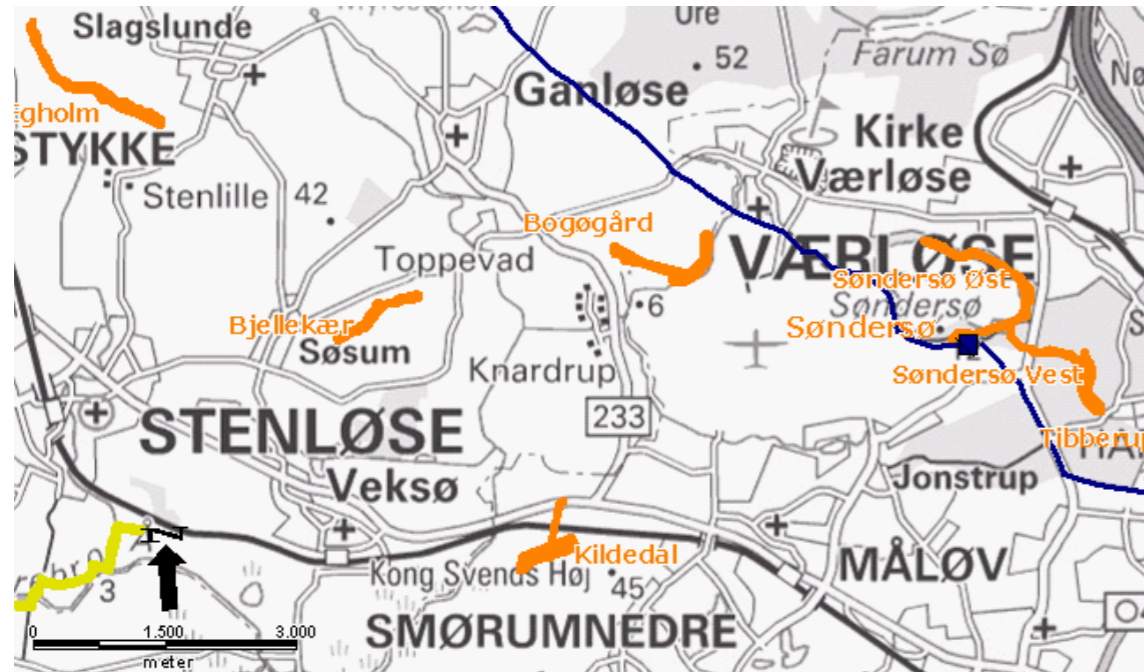 Slagslunde
Ure
52
Farum Sø
Ganløse
gholm
STYKKE
Kirke
Værløse
Stenlille
42
Bogøgård
VÆRLØSE
Toppevad
Søndersø Øst
Søndersø
6
Bjellekær
Søsum
Søndersø
Knardrup
Søndersø Vest
STENLØSE
233
Tibberup
Jonstrup
Veksø
Kildedal
MÅLØV
Kong Svends Høj
45
3
SMØRUMNEDRE
0 1.500 3.000
meter